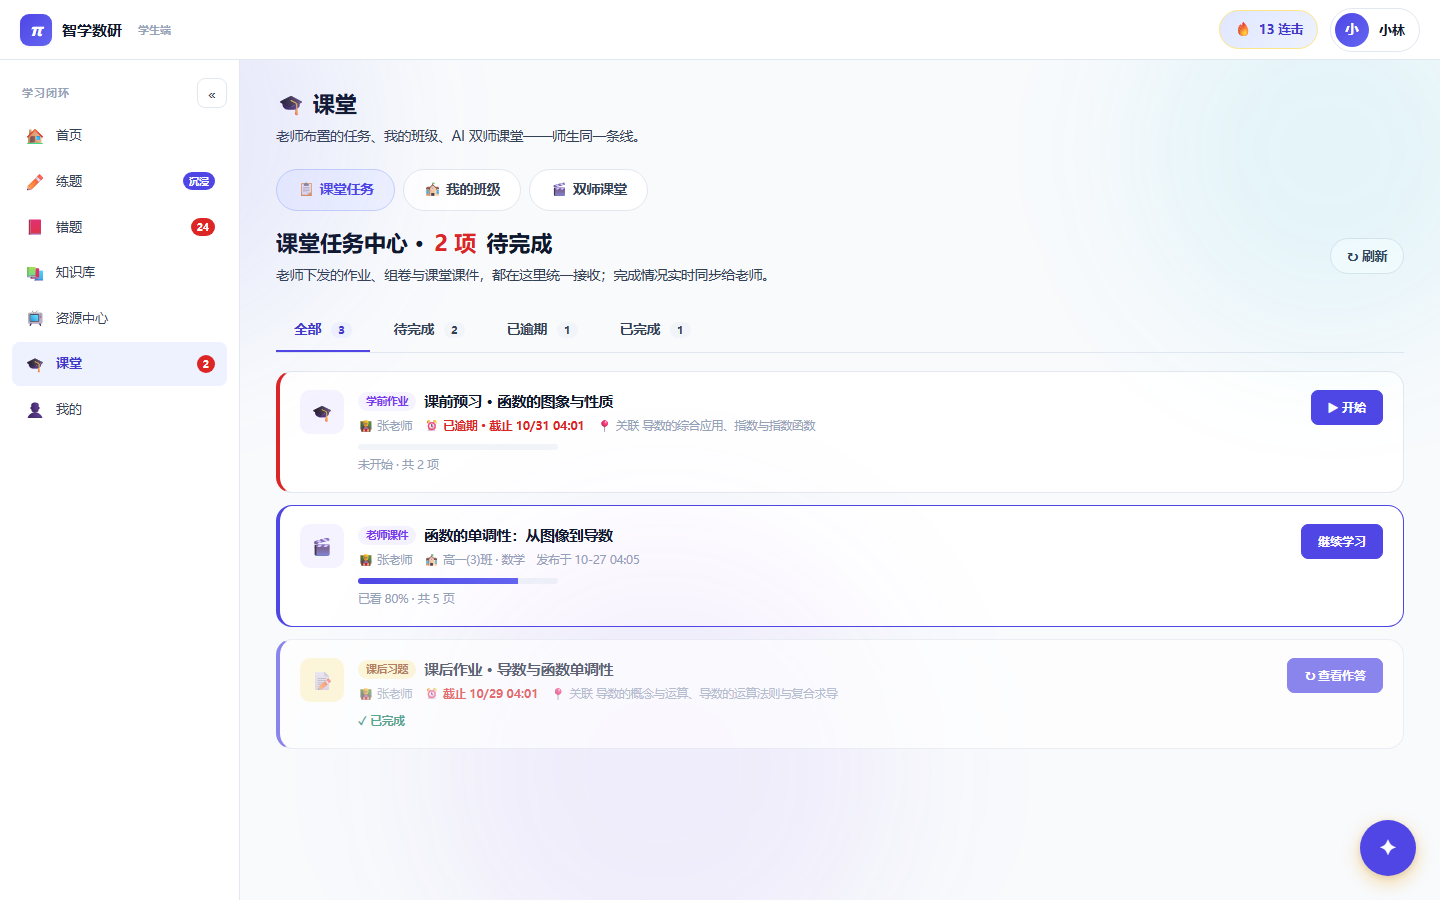 π 智学数研 学生端
13 连击
小 小林
学习闭环 «
首页
练题 沉浸
错题 24
知识库
资源中心
课堂 2
我的
课堂
老师布置的任务、我的班级、AI 双师课堂——师生同一条线。
课堂任务 我的班级 双师课堂
课堂任务中心 • 2 项 待完成
老师下发的作业、组卷与课堂课件，都在这里统一接收；完成情况实时同步给老师。
↻ 刷新
全部 3 待完成 2 已逾期 1 已完成 1
学前作业 课前预习 • 函数的图象与性质
张老师 已逾期 • 截止 10/31 04:01 关联 导数的综合应用、指数与指数函数
未开始 · 共 2 项
▶ 开始
老师课件 函数的单调性：从图像到导数
张老师 高一(3)班 · 数学 发布于 10-27 04:05
已看 80% · 共 5 页
继续学习
课后习题 课后作业 • 导数与函数单调性
张老师 截止 10/29 04:01 关联 导数的概念与运算、导数的运算法则与复合求导
✓ 已完成
↻ 查看作答